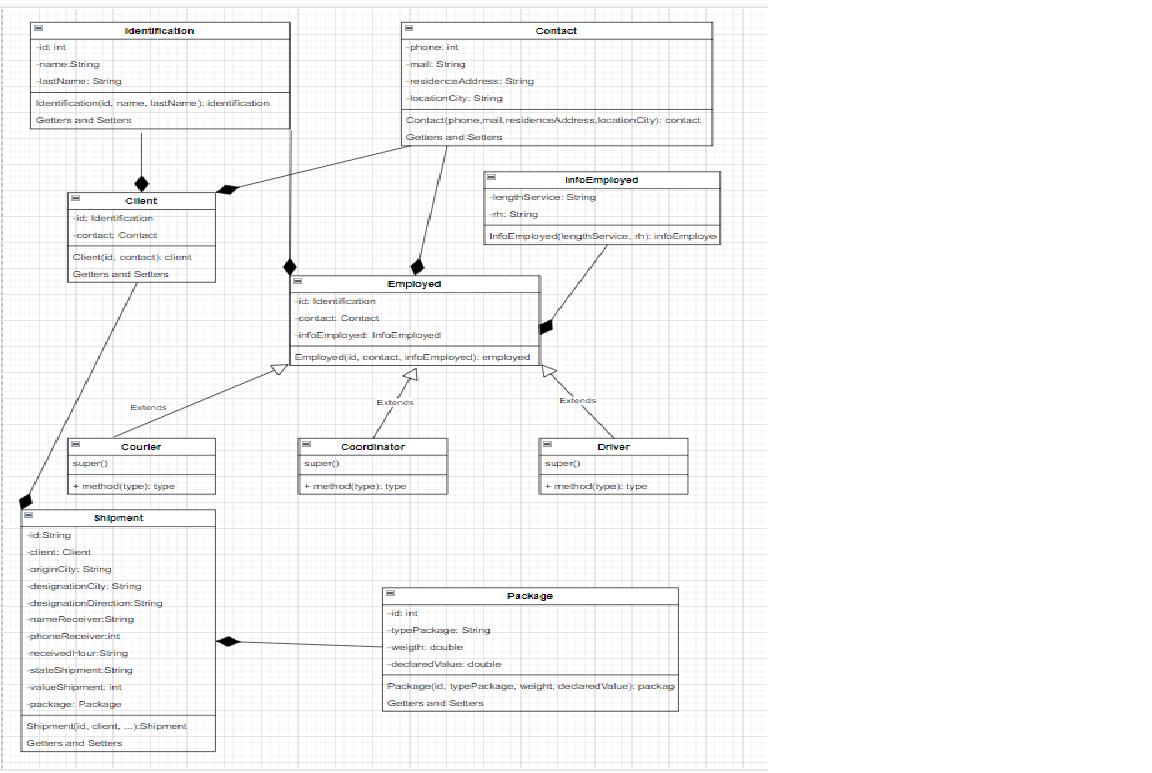 Identification
-id: int
-name:String
-lastName: String
Identification(id, name, lastName): identification
Getters and Setters
Contact
-phone: int
-mail: String
-residenceAddress: String
-locationCity: String
Contact(phone,mail,residenceAddress,locationCity): contact
Getters and Setters
InfoEmployed
-lengthService: String
-rh: String
InfoEmployed(lengthService, rh): infoEmploye
Client
-id: Identification
-contact: Contact
Client(id, contact): client
Getters and Setters
Employed
-id: Identification
-contact: Contact
-infoEmployed: InfoEmployed
Employed(id, contact, infoEmployed): employed
Extends
Extends
Extends
Courier
super()
+ method(type): type
Coordinator
super()
+ method(type): type
Driver
super()
+ method(type): type
Shipment
-id:String
-client: Client
-originCity: String
-designationCity: String
-designationDirection:String
-nameReceiver:String
-phoneReceiver:int
-receivedHour:String
-stateShipment:String
-valueShipment: int
-package: Package
Shipment(id, client, ...):Shipment
Getters and Setters
Package
-id: int
-typePackage: String
-weigth: double
-declaredValue: double
Package(id, typePackage, weight, declaredValue): packag
Getters and Setters